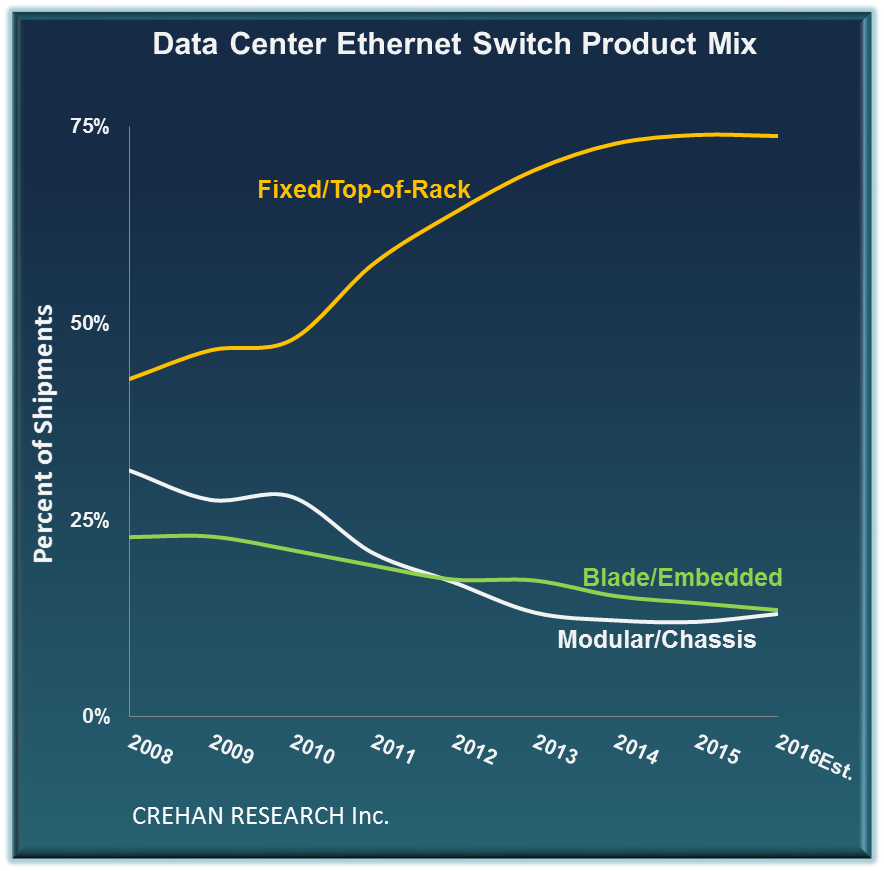 Data Center Ethernet Switch Product Mix
75%
Fixed/Top-of-Rack
50%
Percent of Shipments
25%
Blade/Embedded
Modular/Chassis
0%
2008 2009 2010 2011 2012 2013 2014 2015 2016Est.
CREHAN RESEARCH Inc.